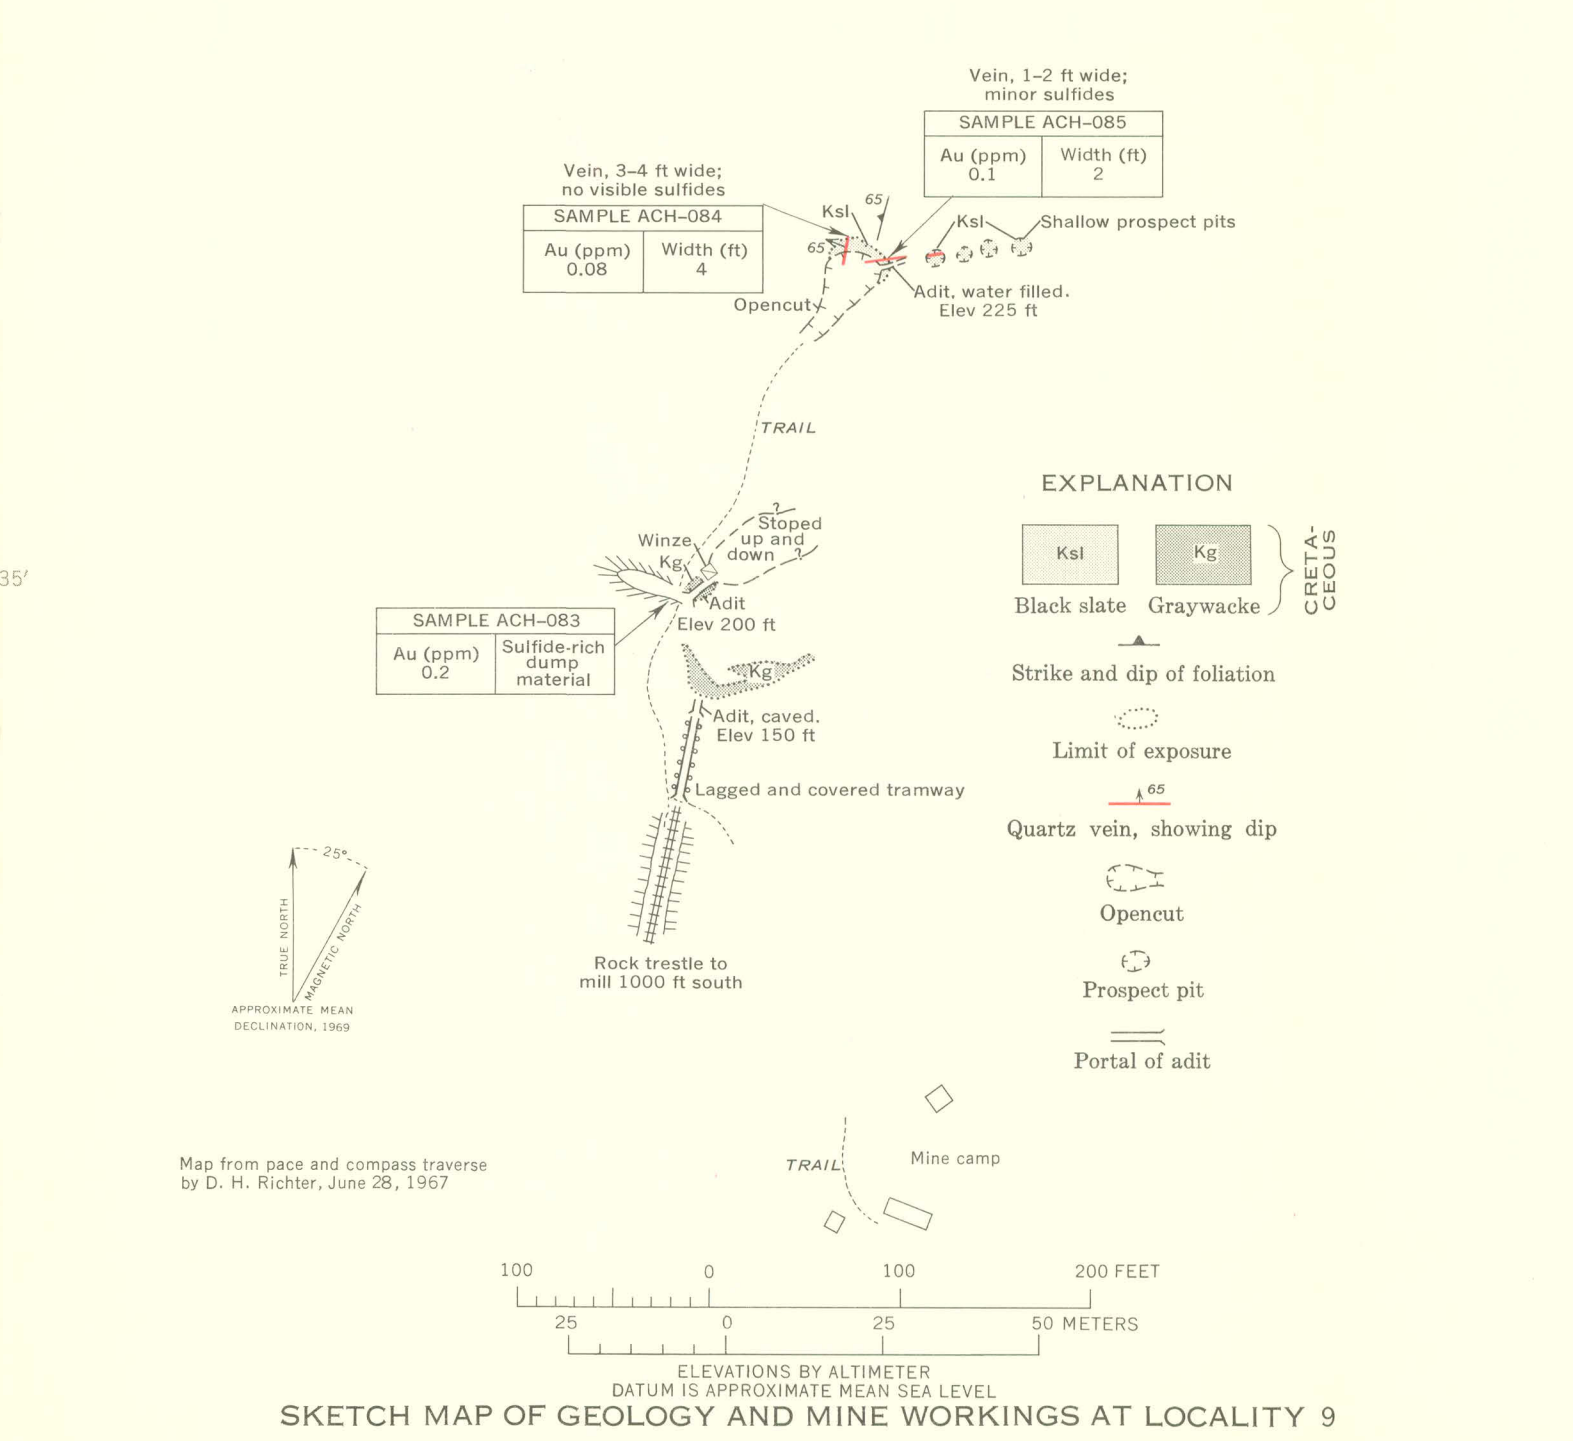 Vein, 1–2 ft wide;
minor sulfides
SAMPLE ACH–085
Au (ppm)
0.1
Width (ft)
2
Vein, 3–4 ft wide;
no visible sulfides
SAMPLE ACH–084
Au (ppm)
0.08
Width (ft)
4
Ksl
65
65
Ksl
Shallow prospect pits
Adit, water filled.
Elev 225 ft
Opencut
TRAIL
?
Stoped
up and
down
?
Winze
Kg
Adit
Elev 200 ft
35′
SAMPLE ACH–083
Au (ppm)
0.2
Sulfide-rich
dump
material
Kg
Adit, caved.
Elev 150 ft
Lagged and covered tramway
Rock trestle to
mill 1000 ft south
EXPLANATION
Ksl
Kg
Black slate
Graywacke
CRETA-
CEOUS
Strike and dip of foliation
Limit of exposure
65
Quartz vein, showing dip
Opencut
Prospect pit
Portal of adit
25°
TRUE NORTH
MAGNETIC NORTH
APPROXIMATE MEAN
DECLINATION, 1969
Map from pace and compass traverse
by D. H. Richter, June 28, 1967
TRAIL
Mine camp
100 0 100 200 FEET
25 0 25 50 METERS
ELEVATIONS BY ALTIMETER
DATUM IS APPROXIMATE MEAN SEA LEVEL
SKETCH MAP OF GEOLOGY AND MINE WORKINGS AT LOCALITY 9